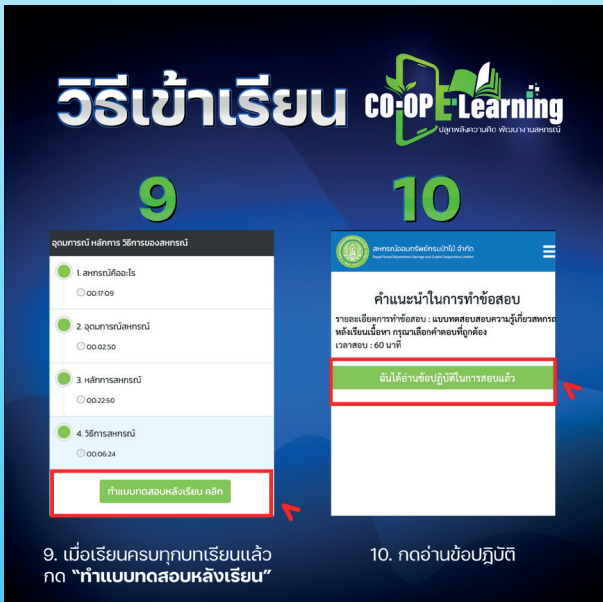 วิธีเข้าเรียน
CO-OP E-Learning
ปลูกพลังความคิด พัฒนางานสหกรณ์
9
อุดมการณ์ หลักการ วิธีการของสหกรณ์
1. สหกรณ์คืออะไร
00:17:09
2. อุดมการณ์สหกรณ์
00:02:50
3. หลักการสหกรณ์
00:22:50
4. วิธีการสหกรณ์
00:06:24
ทำแบบทดสอบหลังเรียน คลิก
9. เมื่อเรียนครบทุกบทเรียนแล้ว
กด “ทำแบบทดสอบหลังเรียน”
10
สหกรณ์ออมทรัพย์กรมป่าไม้ จำกัด
Royal Forest Department Savings and Credit Cooperative Limited
คำแนะนำในการทำข้อสอบ
รายละเอียดการทำข้อสอบ : แบบทดสอบสอบความรู้เกี่ยวสหกรณ
หลังเรียนเนื้อหา กรุณาเลือกคำตอบที่ถูกต้อง
เวลาสอบ : 60 นาที
ฉันได้อ่านข้อปฏิบัติในการสอบแล้ว
10. กดอ่านข้อปฎิบัติ